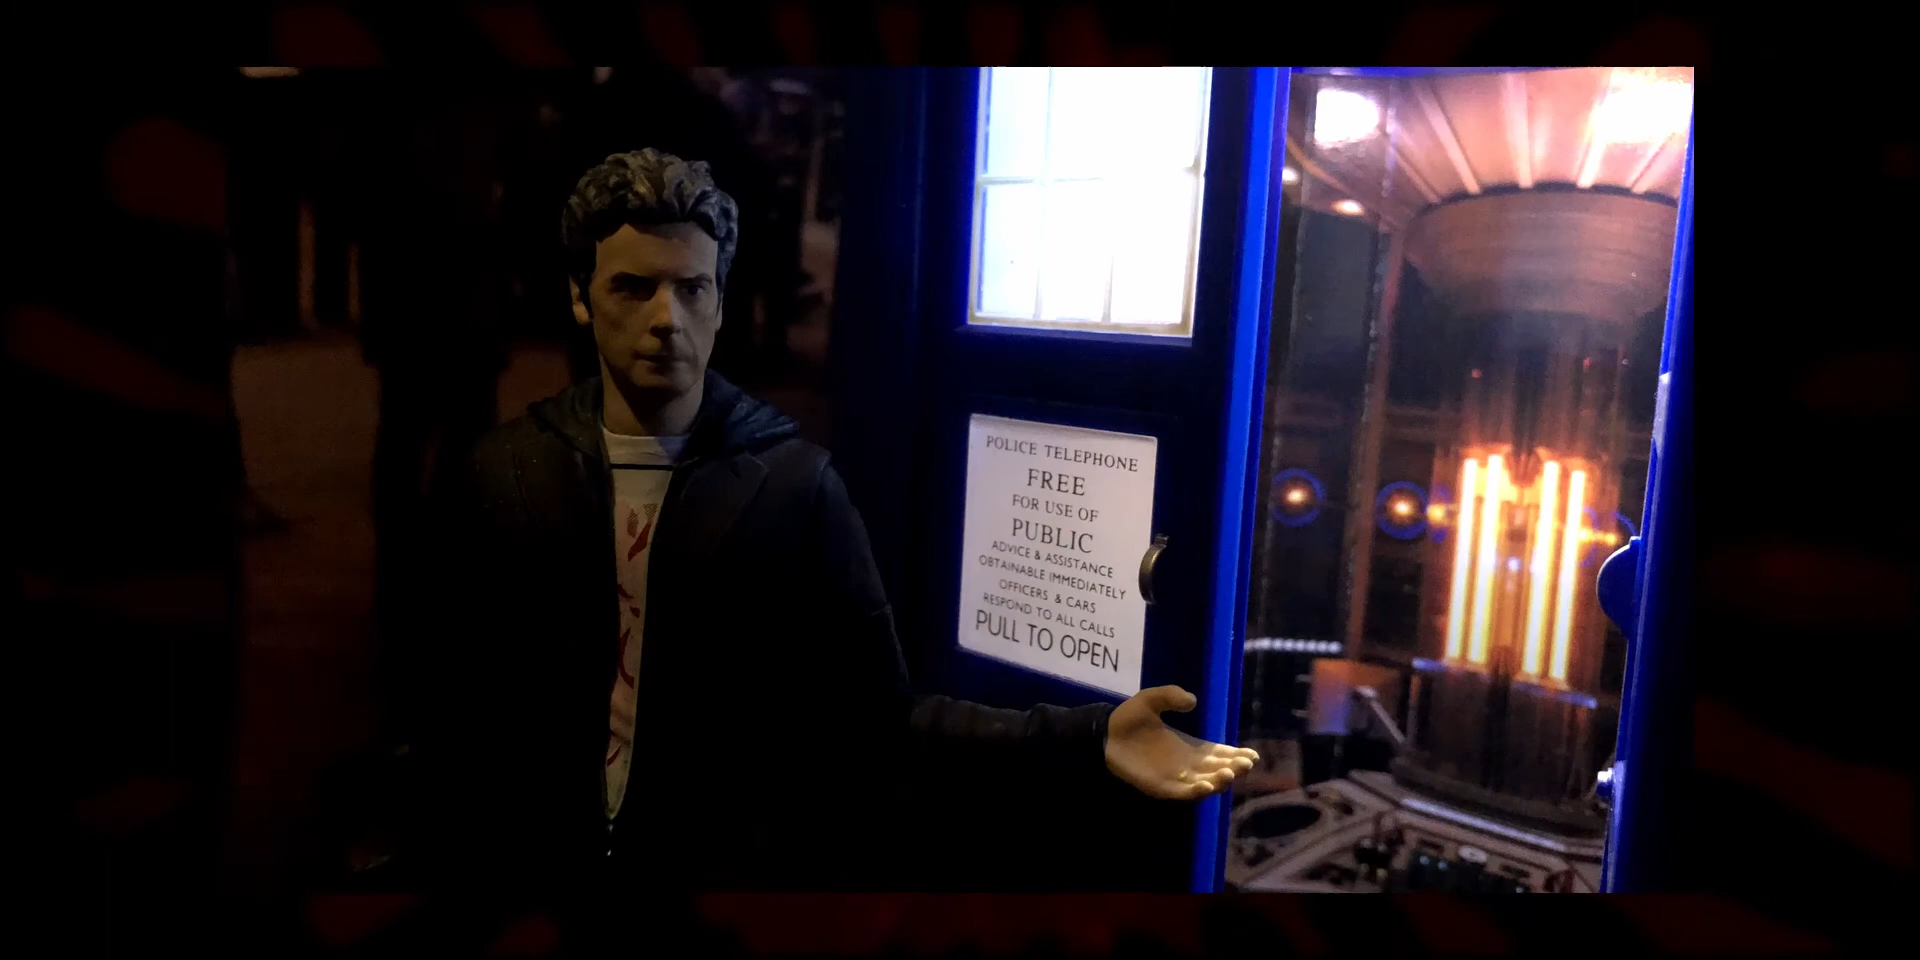 POLICE TELEPHONE
FREE
FOR USE OF
PUBLIC
ADVICE & ASSISTANCE
OBTAINABLE IMMEDIATELY
OFFICERS & CARS
RESPOND TO ALL CALLS
PULL TO OPEN